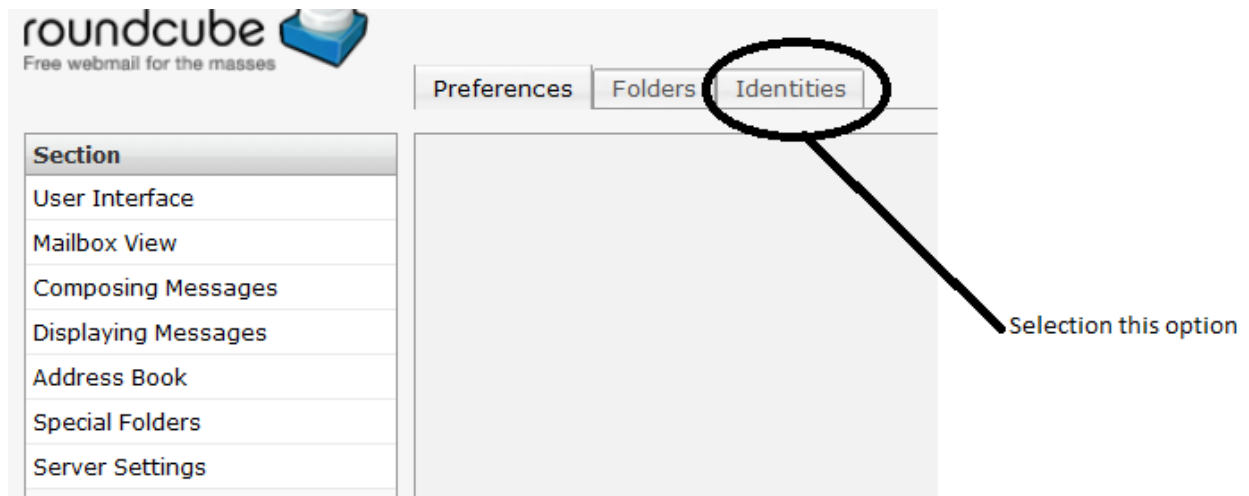 roundcube
Free webmail for the masses
Preferences Folders Identities
Section
User Interface
Mailbox View
Composing Messages
Displaying Messages
Selection this option
Address Book
Special Folders
Server Settings